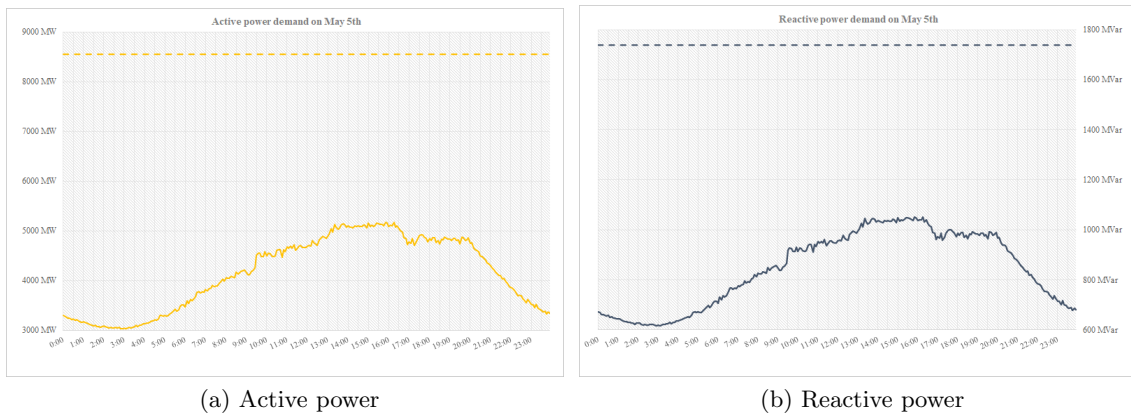 Active power demand on May 5th
9000 MW
8000 MW
7000 MW
6000 MW
5000 MW
4000 MW
3000 MW
0:00 1:00 2:00 3:00 4:00 5:00 6:00 7:00 8:00 9:00 10:00 11:00 12:00 13:00 14:00 15:00 16:00 17:00 18:00 19:00 20:00 21:00 22:00 23:00
(a) Active power
Reactive power demand on May 5th
1800 MVar
1600 MVar
1400 MVar
1200 MVar
1000 MVar
800 MVar
600 MVar
0:00 1:00 2:00 3:00 4:00 5:00 6:00 7:00 8:00 9:00 10:00 11:00 12:00 13:00 14:00 15:00 16:00 17:00 18:00 19:00 20:00 21:00 22:00 23:00
(b) Reactive power